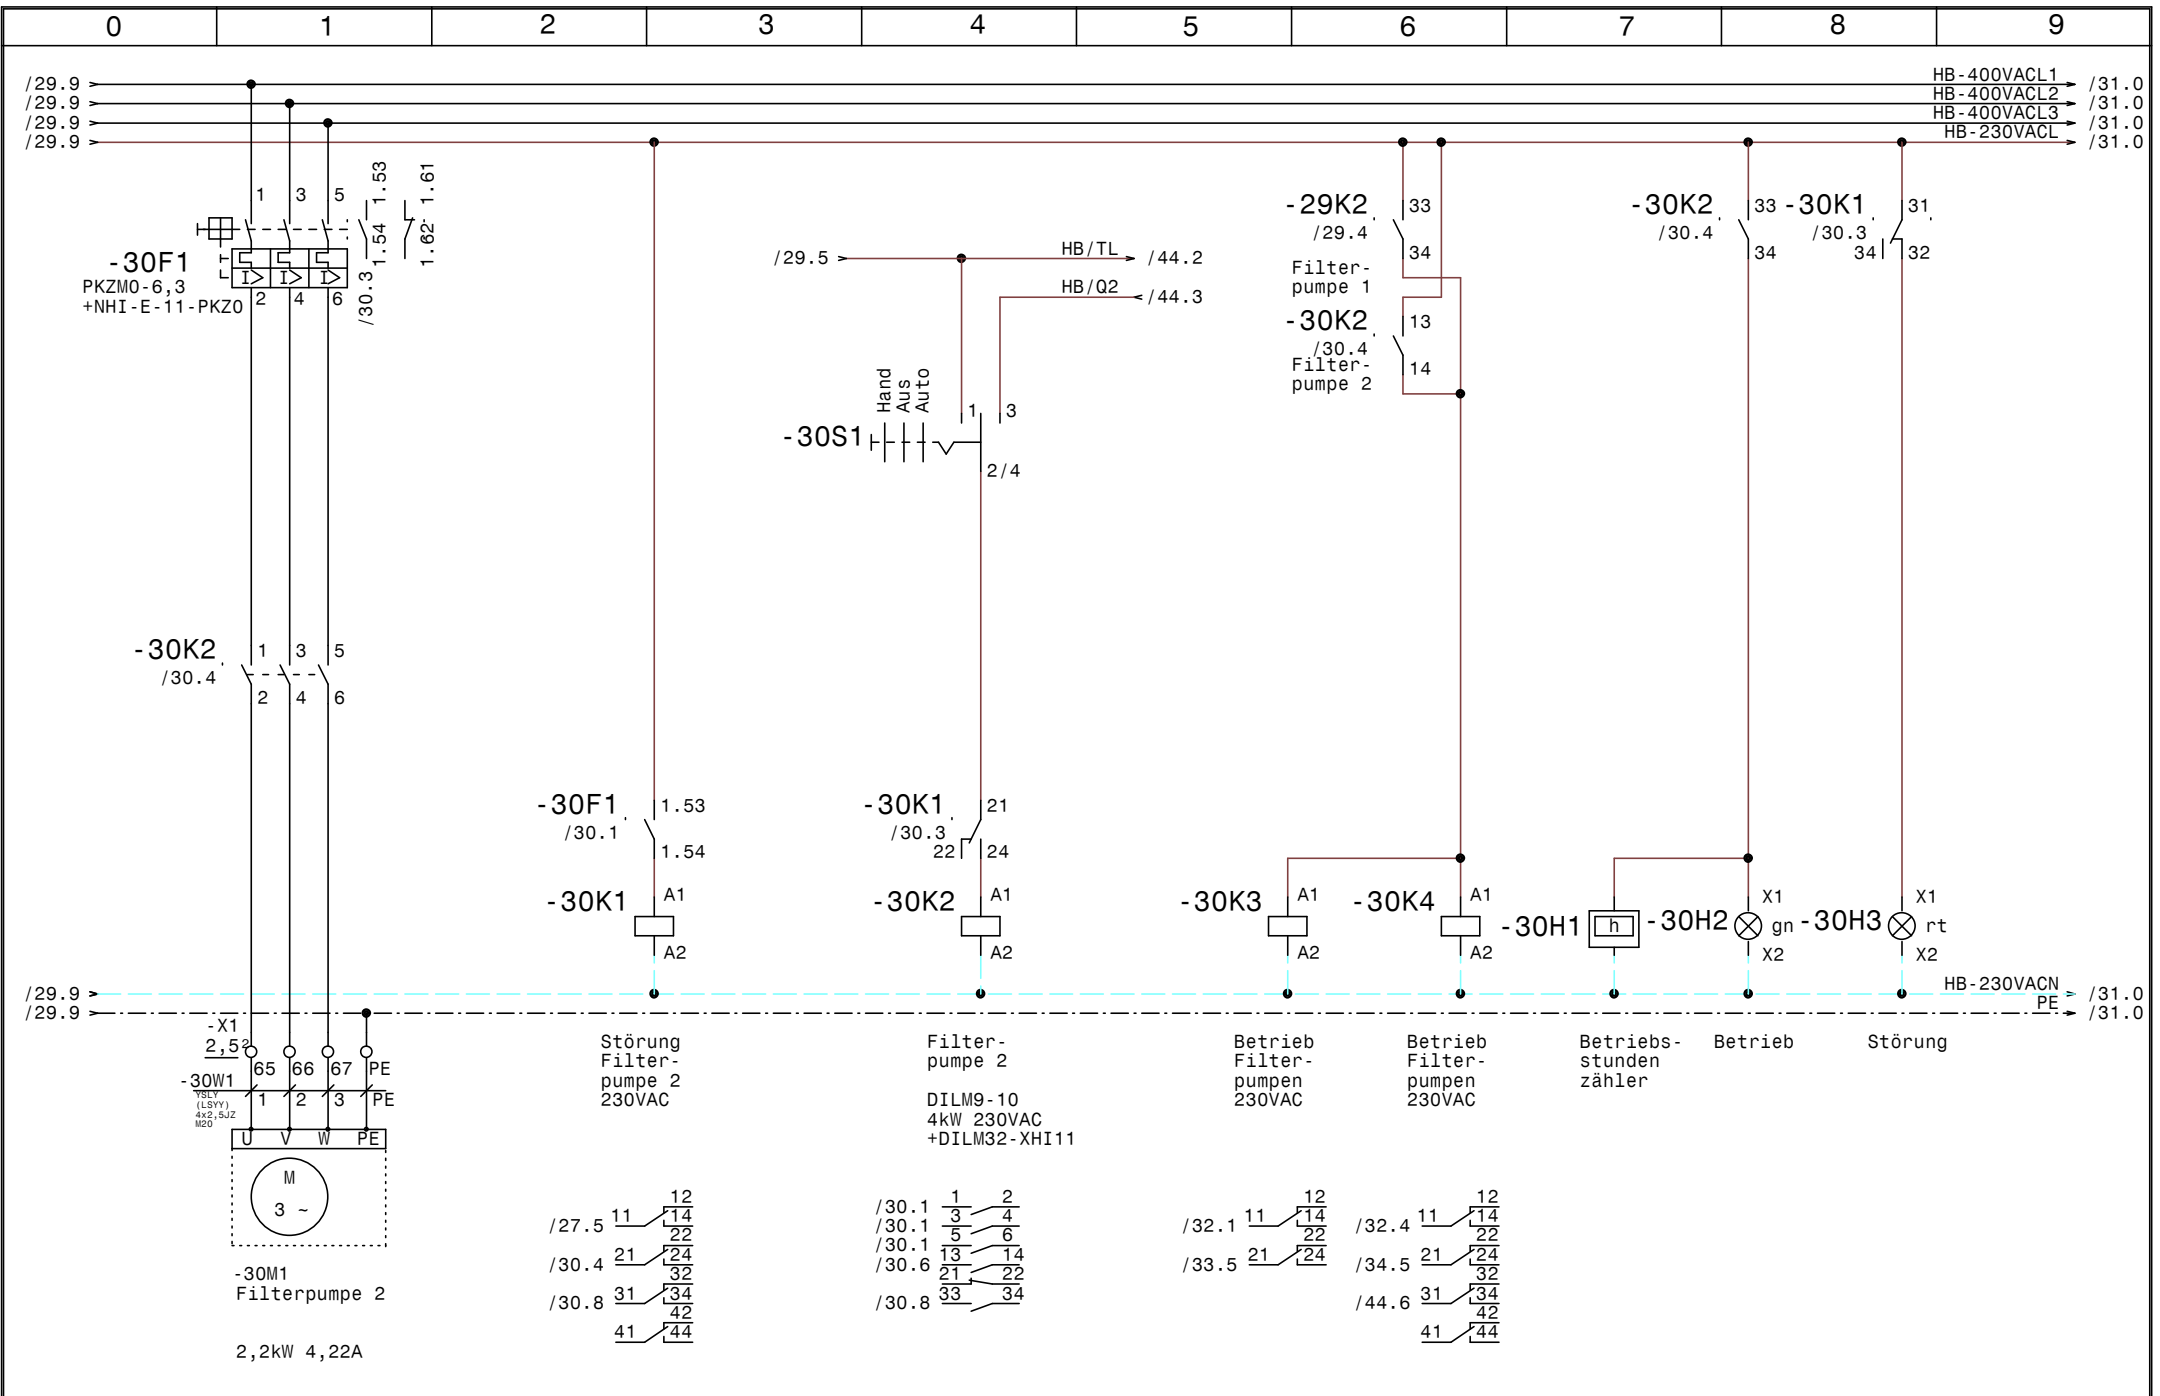 0 1 2 3 4 5 6 7 8 9
/29.9 HB-400VACL1 /31.0
/29.9 HB-400VACL2 /31.0
/29.9 HB-400VACL3 /31.0
/29.9 HB-230VACL /31.0
1 3 5 1.53 1.61
1.54 1.62
-30F1
PKZM0-6,3
+NHI-E-11-PKZ0
2 4 6 /30.3
/29.5 HB/TL /44.2
HB/Q2 /44.3
-29K2 33
/29.4
34
Filter-
pumpe 1
-30K2 13
/30.4
14
Filter-
pumpe 2
-30K2 33
/30.4
34
-30K1 31
/30.3
34 32
Hand
Aus
Auto
1 3
-30S1
2/4
-30K2 1 3 5
/30.4
2 4 6
-30F1 1.53
/30.1
1.54
-30K1 21
/30.3
22 24
-30K1 A1
A2
-30K2 A1
A2
-30K3 A1
A2
-30K4 A1
A2
-30H1 h
-30H2 X1
gn
X2
-30H3 X1
rt
X2
/29.9 HB-230VACN /31.0
/29.9 PE /31.0
-X1
2,5²
65 66 67 PE
-30W1
YSLY
(LSYY)
4x2,5JZ
M20
1 2 3 PE
U V W PE
M
3 ~
-30M1
Filterpumpe 2
2,2kW 4,22A
Störung
Filter-
pumpe 2
230VAC
Filter-
pumpe 2
DILM9-10
4kW 230VAC
+DILM32-XHI11
Betrieb
Filter-
pumpen
230VAC
Betrieb
Filter-
pumpen
230VAC
Betriebs-
stunden
zähler
Betrieb
Störung
12
/27.5 11 14
22
/30.4 21 24
32
/30.8 31 34
42
41 44
/30.1 1 2
/30.1 3 4
/30.1 5 6
/30.6 13 14
21 22
/30.8 33 34
12
/32.1 11 14
22
/33.5 21 24
12
/32.4 11 14
22
/34.5 21 24
32
/44.6 31 34
42
41 44